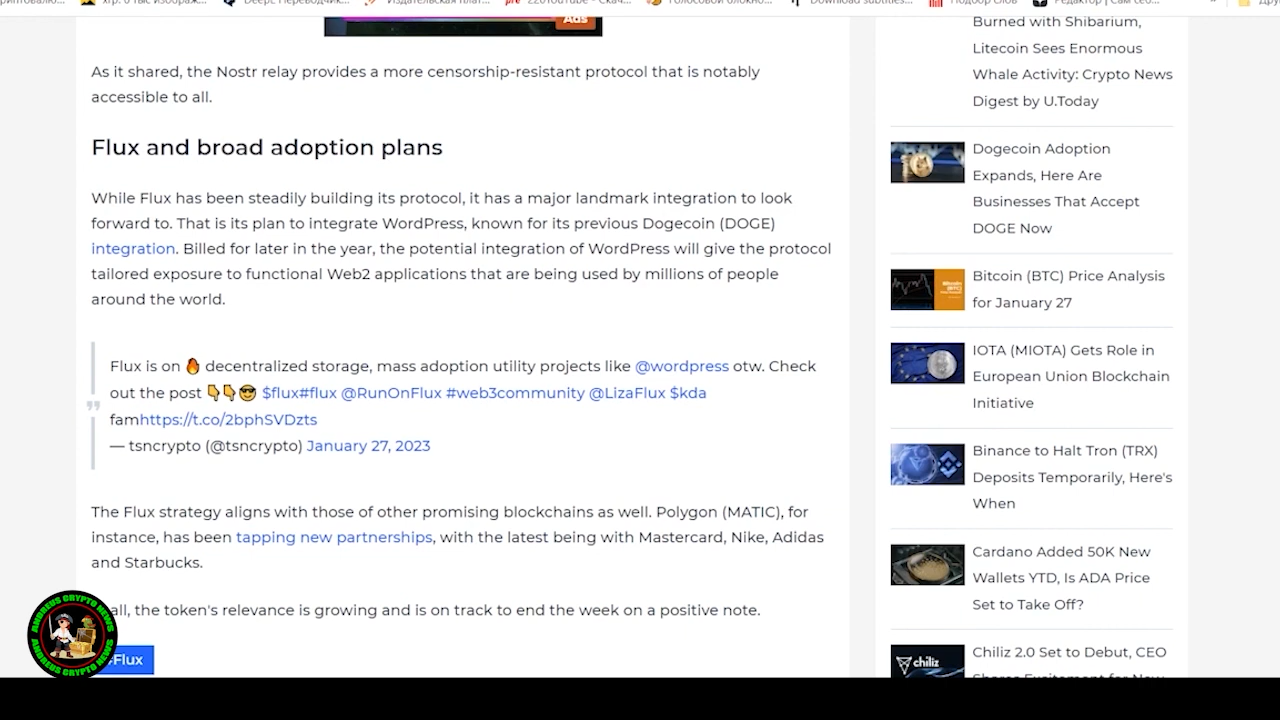 Ads
As it shared, the Nostr relay provides a more censorship-resistant protocol that is notably
accessible to all.
Flux and broad adoption plans
While Flux has been steadily building its protocol, it has a major landmark integration to look
forward to. That is its plan to integrate WordPress, known for its previous Dogecoin (DOGE)
integration. Billed for later in the year, the potential integration of WordPress will give the protocol
tailored exposure to functional Web2 applications that are being used by millions of people
around the world.
Flux is on 🔥 decentralized storage, mass adoption utility projects like @wordpress otw. Check
out the post 👇👇😎 $flux#flux @RunOnFlux #web3community @LizaFlux $kda
famhttps://t.co/2bphSVDzts
— tsncrypto (@tsncrypto) January 27, 2023
The Flux strategy aligns with those of other promising blockchains as well. Polygon (MATIC), for
instance, has been tapping new partnerships, with the latest being with Mastercard, Nike, Adidas
and Starbucks.
all, the token's relevance is growing and is on track to end the week on a positive note.
Flux
ANDREUS CRYPTO NEWS
ANDREUS CRYPTO NEWS
Burned with Shibarium,
Litecoin Sees Enormous
Whale Activity: Crypto News
Digest by U.Today
Dogecoin Adoption
Expands, Here Are
Businesses That Accept
DOGE Now
Bitcoin (BTC) Price Analysis
for January 27
IOTA (MIOTA) Gets Role in
European Union Blockchain
Initiative
Binance to Halt Tron (TRX)
Deposits Temporarily, Here's
When
Cardano Added 50K New
Wallets YTD, Is ADA Price
Set to Take Off?
chiliz
Chiliz 2.0 Set to Debut, CEO